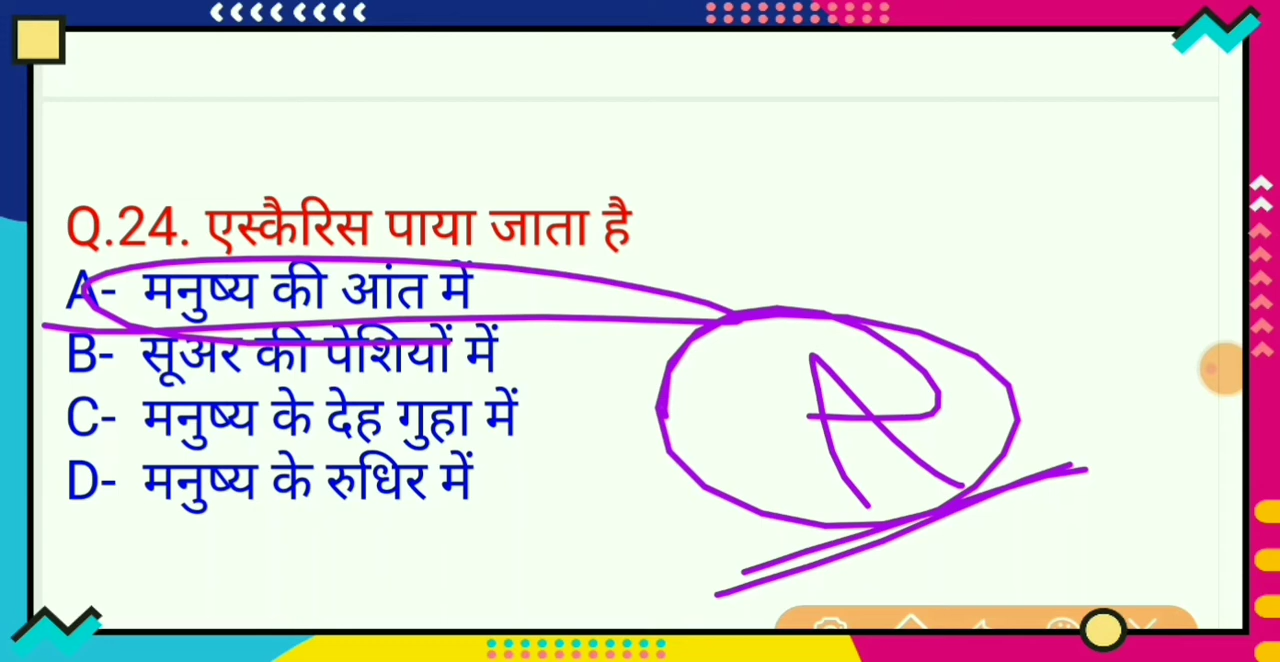 Q.24. एस्कैरिस पाया जाता है
A- मनुष्य की आंत में
B- सूअर की पेशियों में
C- मनुष्य के देह गुहा में
D- मनुष्य के रुधिर में
A